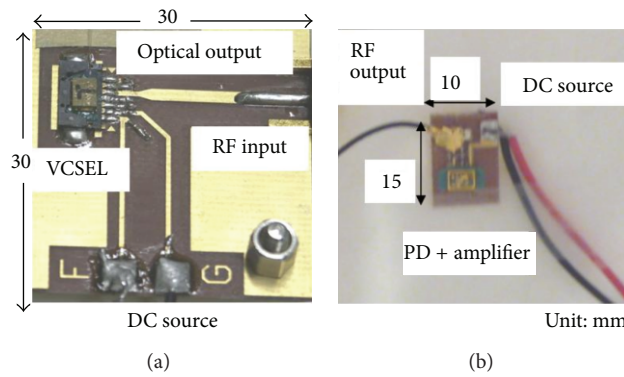 30
Optical output
RF input
30
VCSEL
F
G
DC source
(a)
RF output
10
DC source
15
PD + amplifier
Unit: mm
(b)